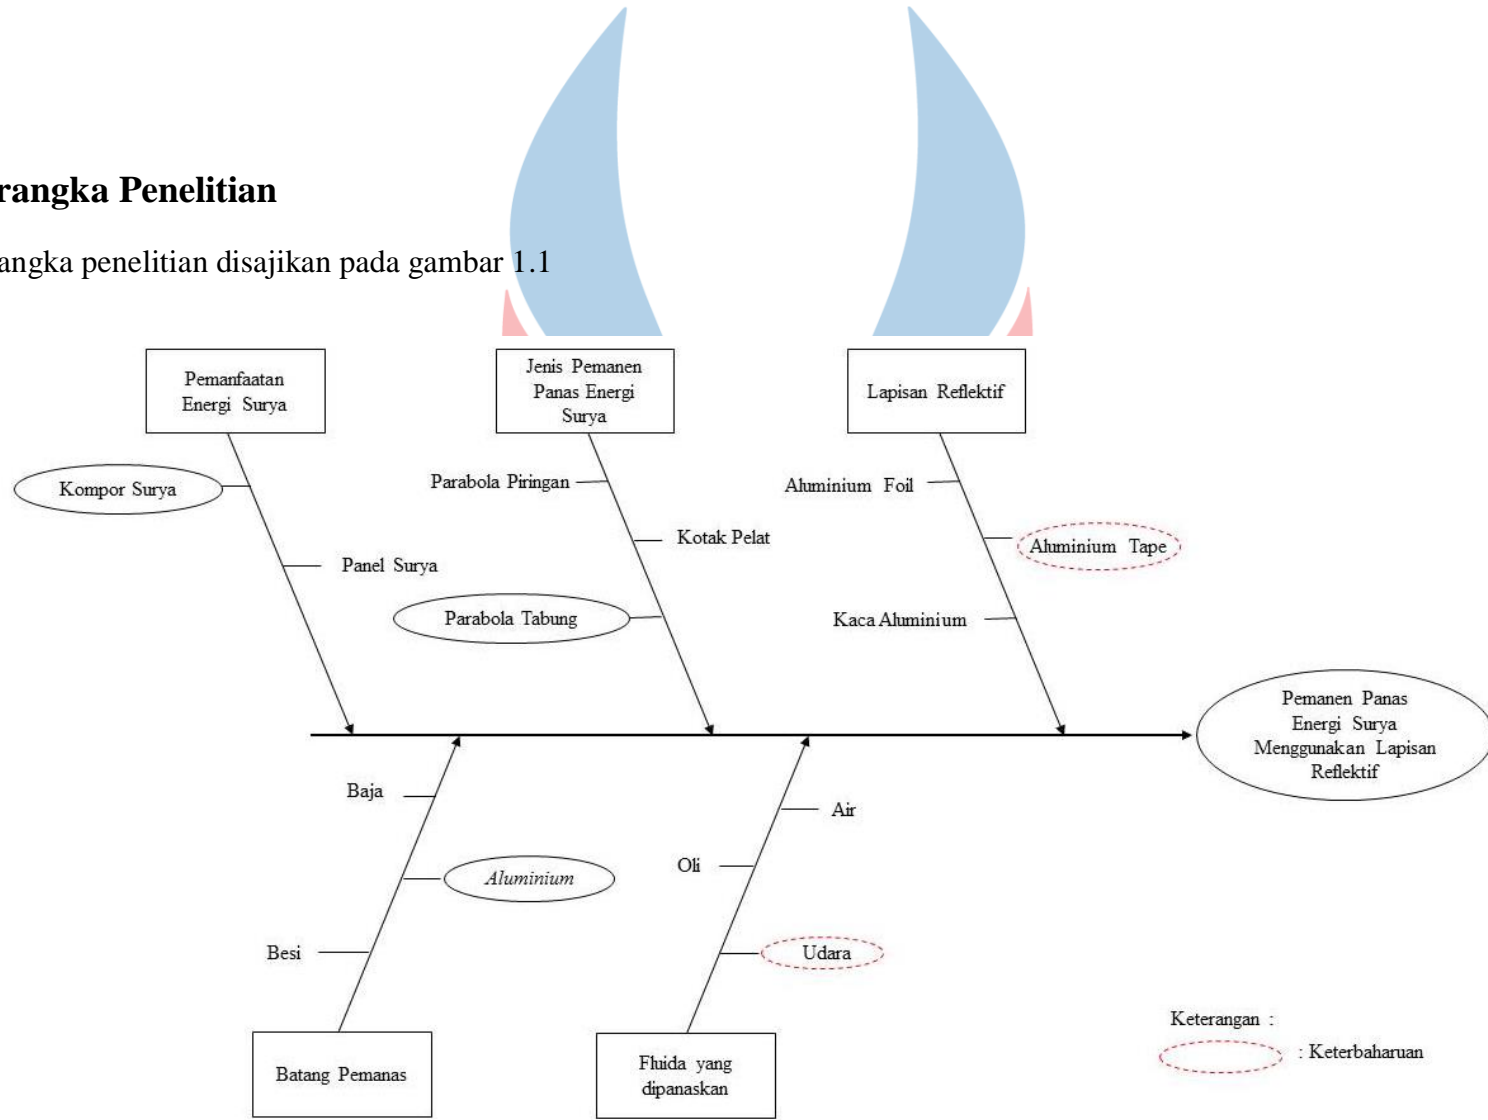 rangka Penelitian
angka penelitian disajikan pada gambar 1.1
Pemanfaatan
Energi Surya
Jenis Pemanen
Panas Energi
Surya
Lapisan Reflektif
Kompor Surya
Panel Surya
Parabola Piringan
Kotak Pelat
Parabola Tabung
Aluminium Foil
Aluminium Tape
Kaca Aluminium
Pemanen Panas
Energi Surya
Menggunakan Lapisan
Reflektif
Baja
Aluminium
Besi
Batang Pemanas
Air
Oli
Udara
Fluida yang
dipanaskan
Keterangan :
: Keterbaharuan